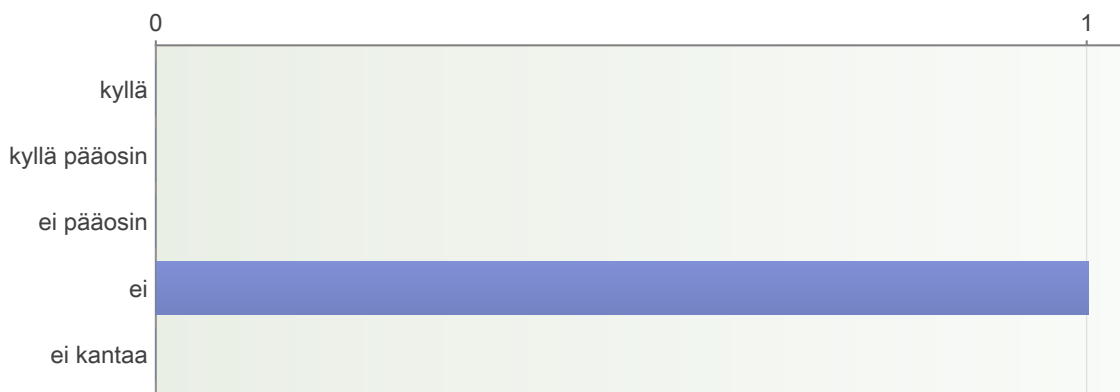 0 1
kyllä
kyllä pääosin
ei pääosin
ei
ei kantaa